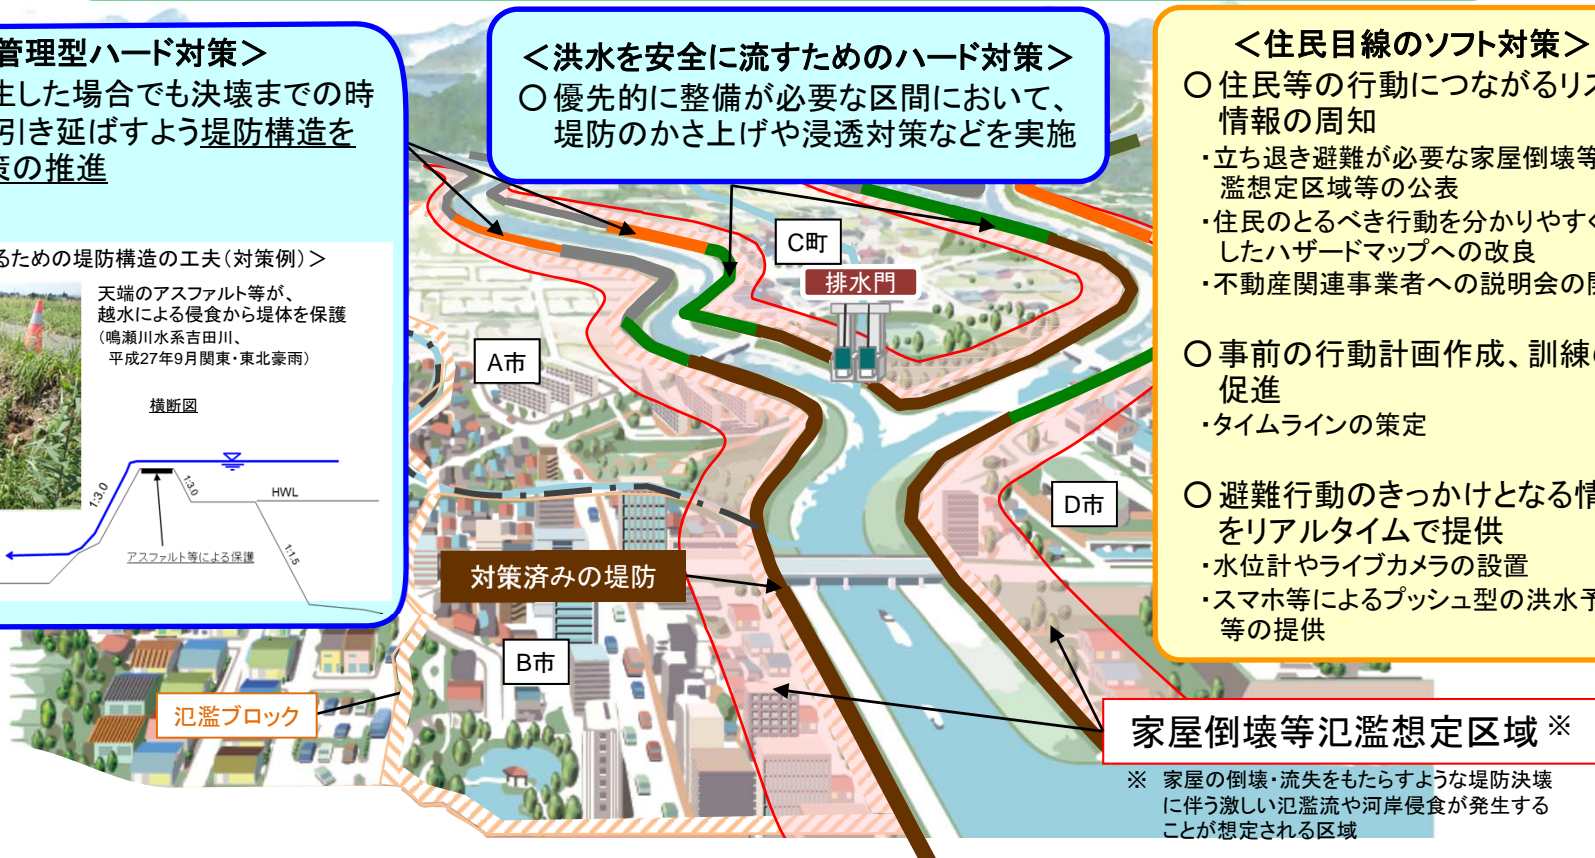 管理型ハード対策＞
生した場合でも決壊までの時
引き延ばすよう堤防構造を
策の推進
るための堤防構造の工夫（対策例）＞
天端のアスファルト等が、
越水による侵食から堤体を保護
（鳴瀬川水系吉田川、
平成27年9月関東・東北豪雨）
横断図
1:3.0
1:3.0
HWL
1:1.5
アスファルト等による保護
＜洪水を安全に流すためのハード対策＞
○優先的に整備が必要な区間において、
堤防のかさ上げや浸透対策などを実施
＜住民目線のソフト対策＞
○住民等の行動につながるリス
情報の周知
・立ち退き避難が必要な家屋倒壊等
濫想定区域等の公表
・住民のとるべき行動を分かりやすく
したハザードマップへの改良
・不動産関連事業者への説明会の開
○事前の行動計画作成、訓練の
促進
・タイムラインの策定
○避難行動のきっかけとなる情
をリアルタイムで提供
・水位計やライブカメラの設置
・スマホ等によるプッシュ型の洪水予
等の提供
C町
排水門
A市
D市
対策済みの堤防
B市
氾濫ブロック
家屋倒壊等氾濫想定区域※
※ 家屋の倒壊・流失をもたらすような堤防決壊
に伴う激しい氾濫流や河岸侵食が発生する
ことが想定される区域